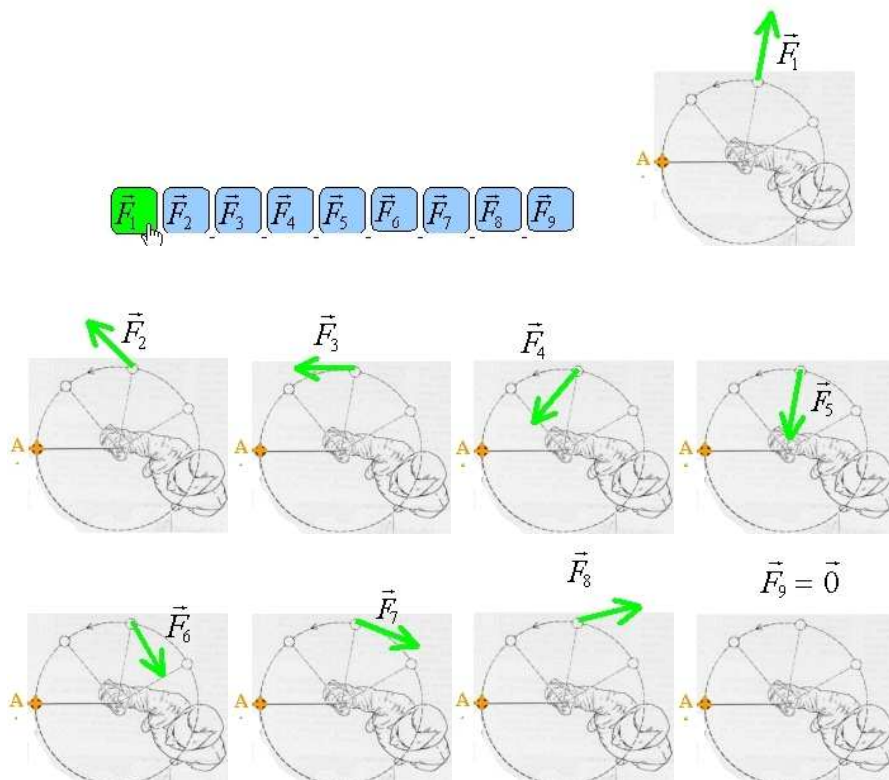 F⃗₁
A
F⃗₁ F⃗₂ F⃗₃ F⃗₄ F⃗₅ F⃗₆ F⃗₇ F⃗₈ F⃗₉
F⃗₂ F⃗₃ F⃗₄ F⃗₅
A A A A
F⃗₆ F⃗₇ F⃗₈ F⃗₉ = 0⃗
A A A A